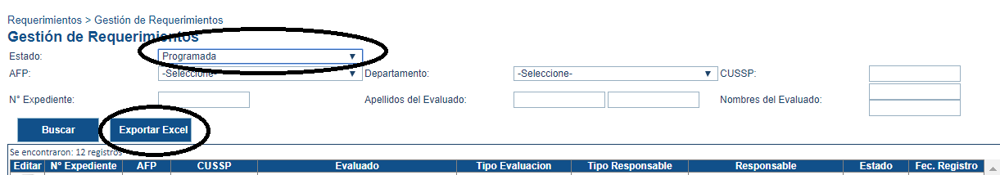 Requerimientos > Gestión de Requerimientos
Gestión de Requerimientos
Estado: Programada
AFP: -Seleccione- Departamento: -Seleccione- CUSSP:
N° Expediente: Apellidos del Evaluado: Nombres del Evaluado:
Buscar Exportar Excel
Se encontraron: 12 registros
Editar N° Expediente AFP CUSSP Evaluado Tipo Evaluacion Tipo Responsable Responsable Estado Fec. Registro